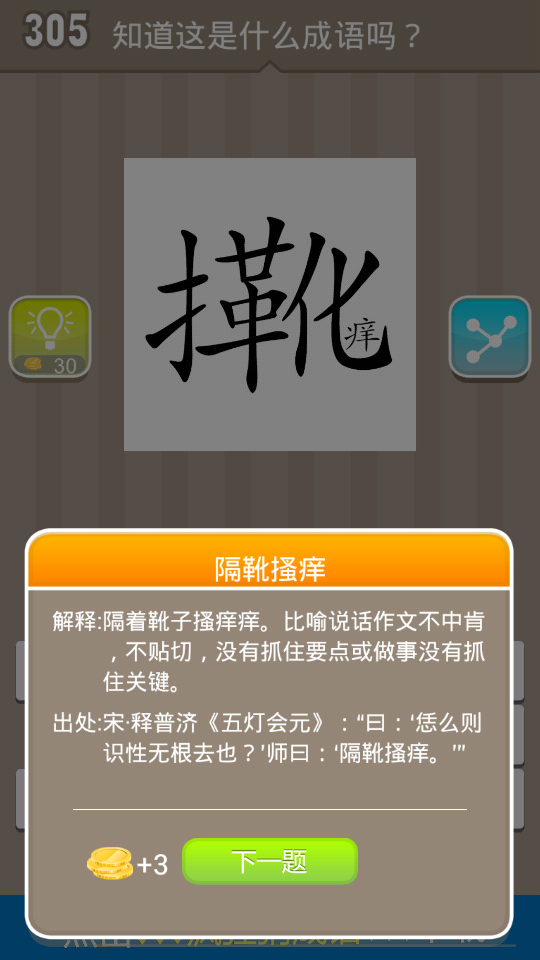 305 知道这是什么成语吗？
扌靴
痒
30
隔靴搔痒
解释:隔着靴子搔痒痒。比喻说话作文不中肯
，不贴切，没有抓住要点或做事没有抓
住关键。
出处:宋·释普济《五灯会元》：“曰：‘恁么则
识性无根去也？’师曰：‘隔靴搔痒。’”
+3
下一题